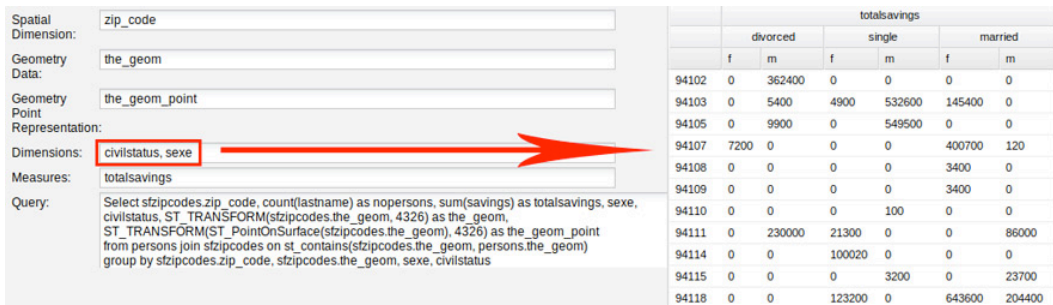 Spatial Dimension: zip_code
Geometry Data: the_geom
Geometry Point Representation: the_geom_point
Dimensions: civilstatus, sexe
Measures: totalsavings
Query: Select sfzipcodes.zip_code, count(lastname) as nopersons, sum(savings) as totalsavings, sexe,
civilstatus, ST_TRANSFORM(sfzipcodes.the_geom, 4326) as the_geom,
ST_TRANSFORM(ST_PointOnSurface(sfzipcodes.the_geom), 4326) as the_geom_point
from persons join sfzipcodes on st_contains(sfzipcodes.the_geom, persons.the_geom)
group by sfzipcodes.zip_code, sfzipcodes.the_geom, sexe, civilstatus
totalsavings
divorced single married
f m f m f m
94102 0 362400 0 0 0 0
94103 0 5400 4900 532600 145400 0
94105 0 9900 0 549500 0 0
94107 7200 0 0 0 400700 120
94108 0 0 0 0 3400 0
94109 0 0 0 0 3400 0
94110 0 0 0 100 0 0
94111 0 230000 21300 0 0 86000
94114 0 0 100020 0 0 0
94115 0 0 0 3200 0 23700
94118 0 0 123200 0 643600 204400